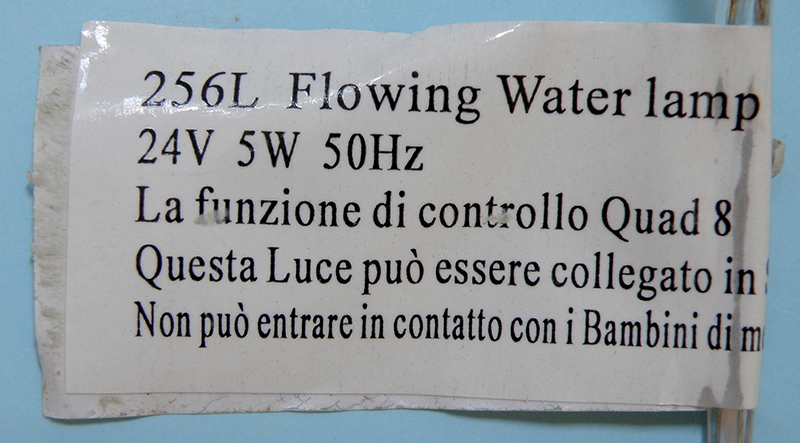 256L Flowing Water lamp
24V 5W 50Hz
La funzione di controllo Quad 8
Questa Luce può essere collegato in
Non può entrare in contatto con i Bambini di